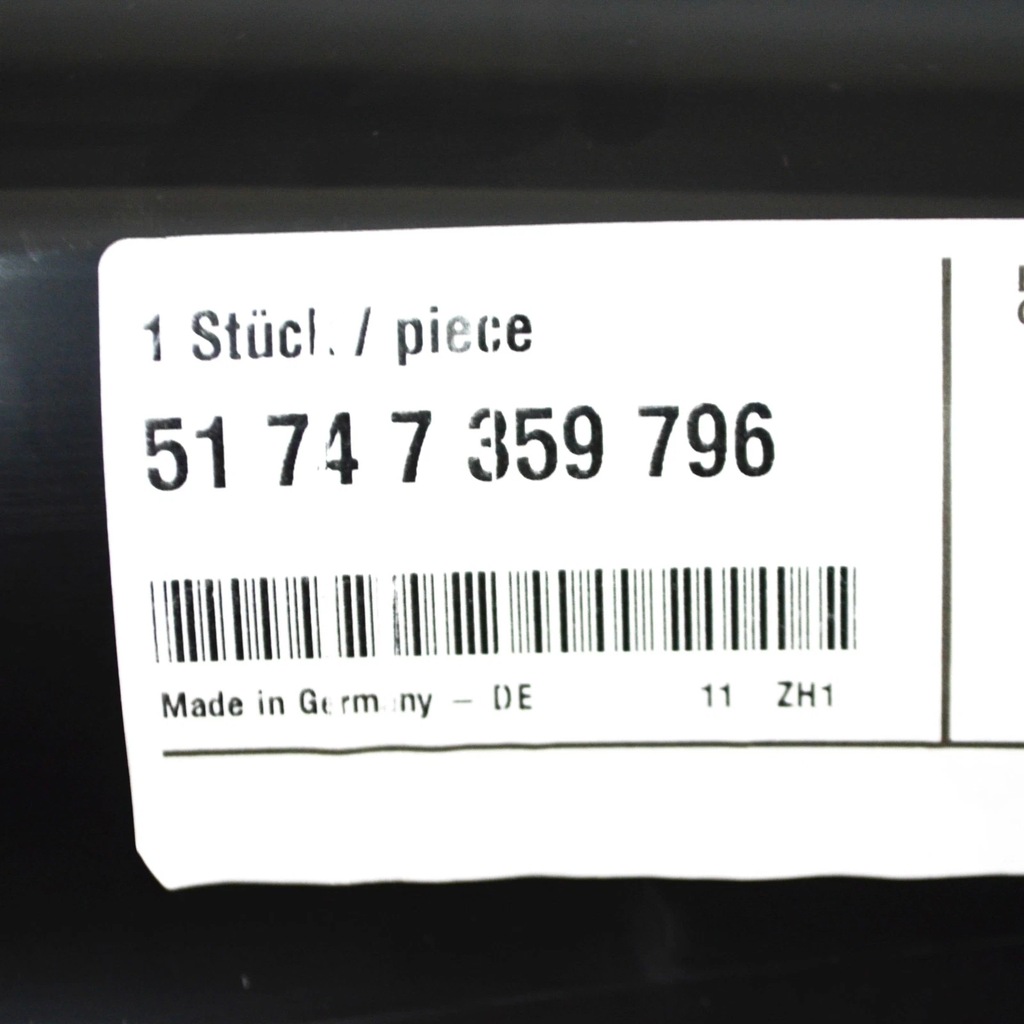 1 Stück / piece
51 74 7 359 796
Made in Germany – DE 11 ZH1